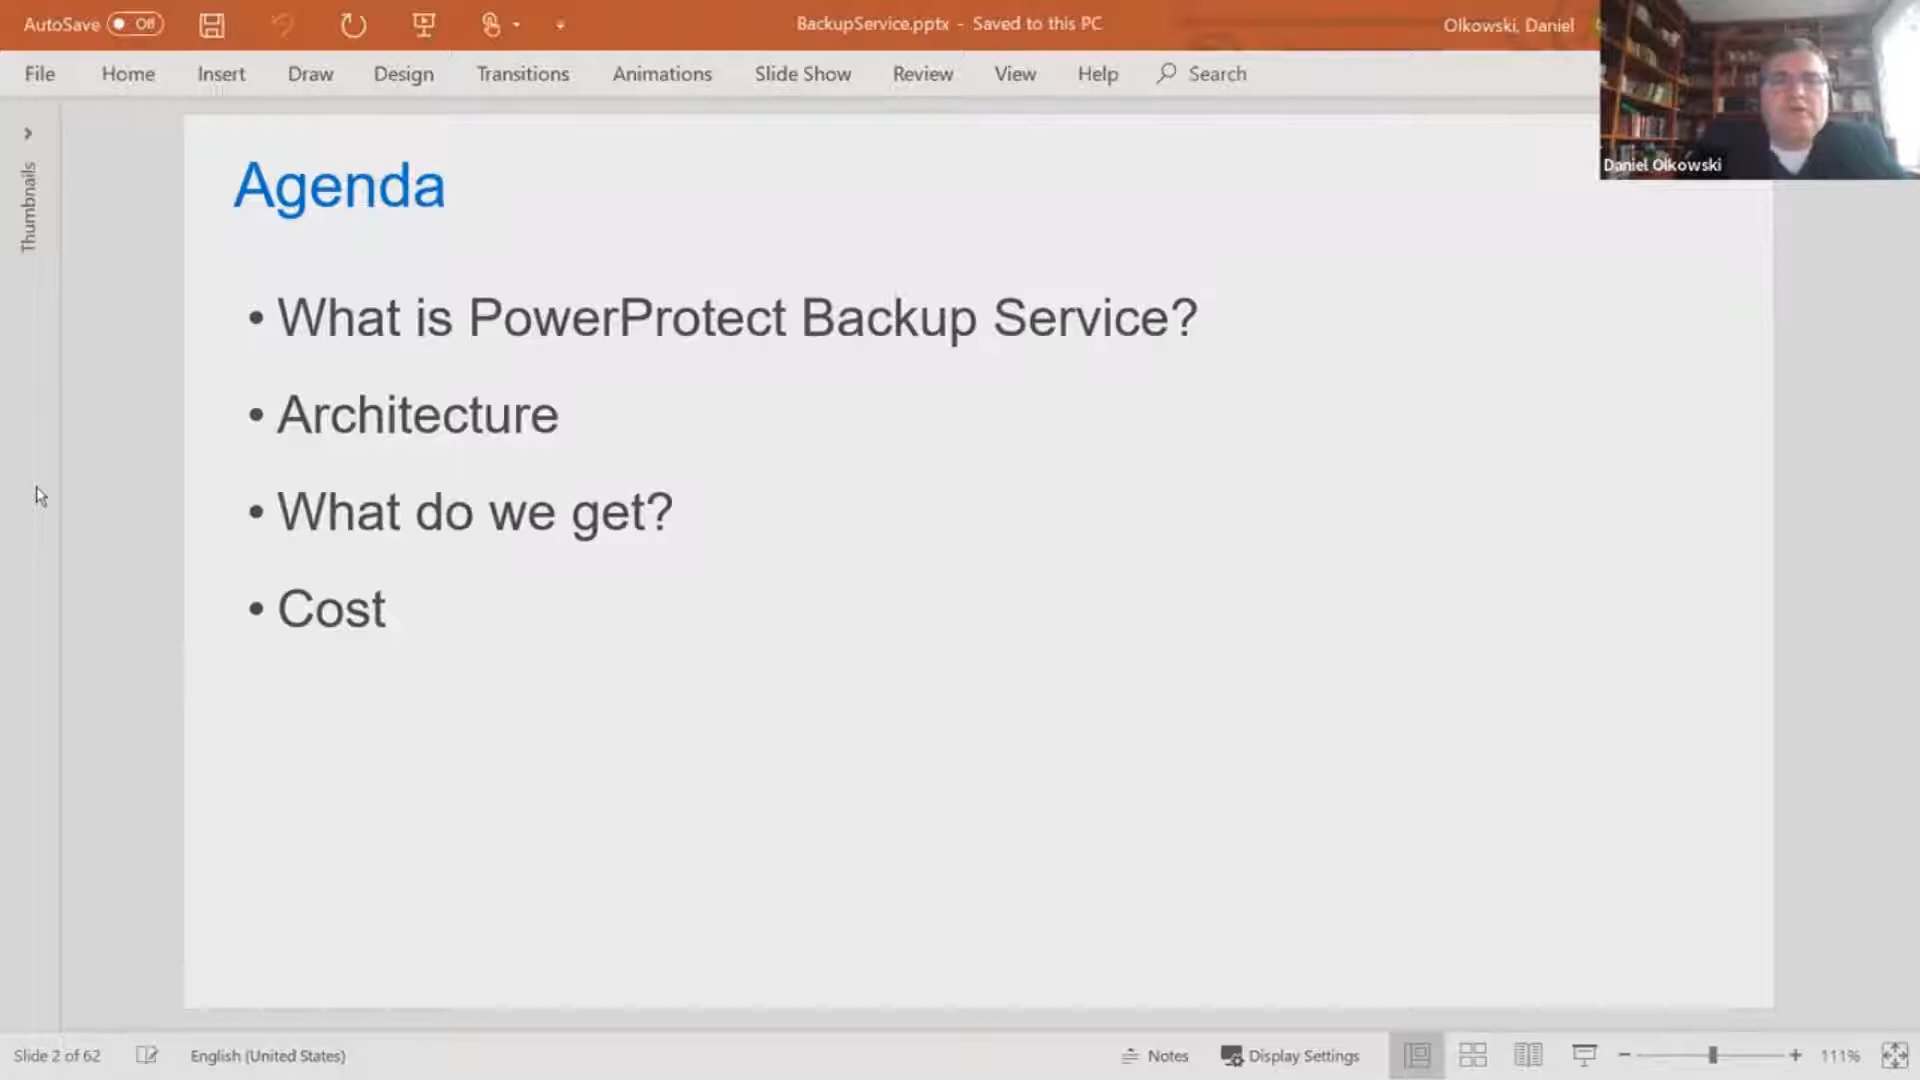 AutoSave Off
BackupService.pptx - Saved to this PC
Olkowski, Daniel
File Home Insert Draw Design Transitions Animations Slide Show Review View Help Search
Daniel Olkowski
Thumbnails
Agenda
• What is PowerProtect Backup Service?
• Architecture
• What do we get?
• Cost
Slide 2 of 62 English (United States) Notes Display Settings 111%